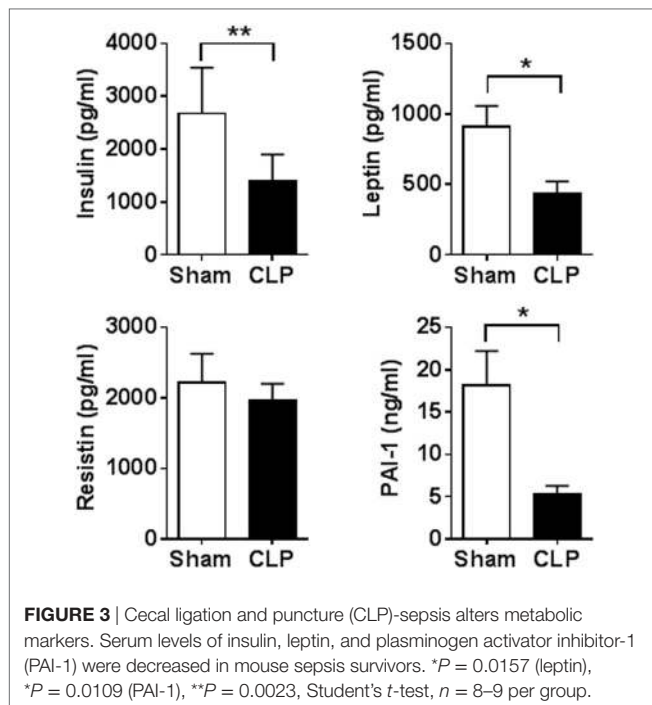 4000
3000
2000
1000
0
Insulin (pg/ml)
**
Sham CLP
1500
1000
500
0
Leptin (pg/ml)
*
Sham CLP
3000
2000
1000
0
Resistin (pg/ml)
Sham CLP
25
20
15
10
5
0
PAI-1 (ng/ml)
*
Sham CLP
FIGURE 3 | Cecal ligation and puncture (CLP)-sepsis alters metabolic
markers. Serum levels of insulin, leptin, and plasminogen activator inhibitor-1
(PAI-1) were decreased in mouse sepsis survivors. *P = 0.0157 (leptin),
*P = 0.0109 (PAI-1), **P = 0.0023, Student’s t-test, n = 8–9 per group.